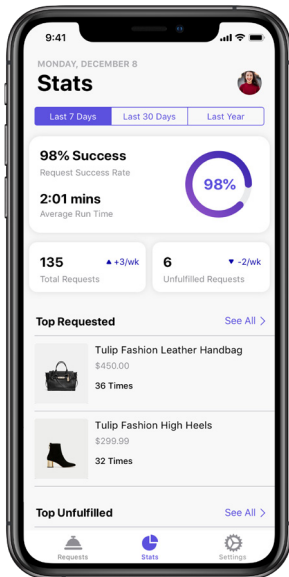 9:41
MONDAY, DECEMBER 8
Stats
Last 7 Days Last 30 Days Last Year
98% Success
Request Success Rate
98%
2:01 mins
Average Run Time
135 ▲ +3/wk
Total Requests
6 ▼ -2/wk
Unfulfilled Requests
Top Requested See All >
Tulip Fashion Leather Handbag
$450.00
36 Times
Tulip Fashion High Heels
$299.99
32 Times
Top Unfulfilled See All >
Requests Stats Settings